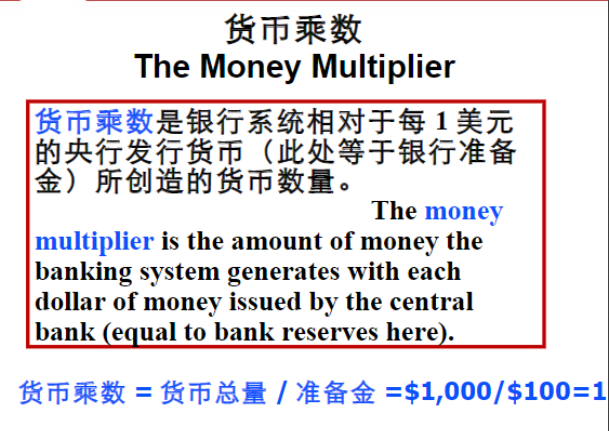 货币乘数
The Money Multiplier
货币乘数是银行系统相对于每 1 美元
的央行发行货币（此处等于银行准备
金）所创造的货币数量。
The money
multiplier is the amount of money the
banking system generates with each
dollar of money issued by the central
bank (equal to bank reserves here).
货币乘数 = 货币总量 / 准备金 =$1,000/$100=1